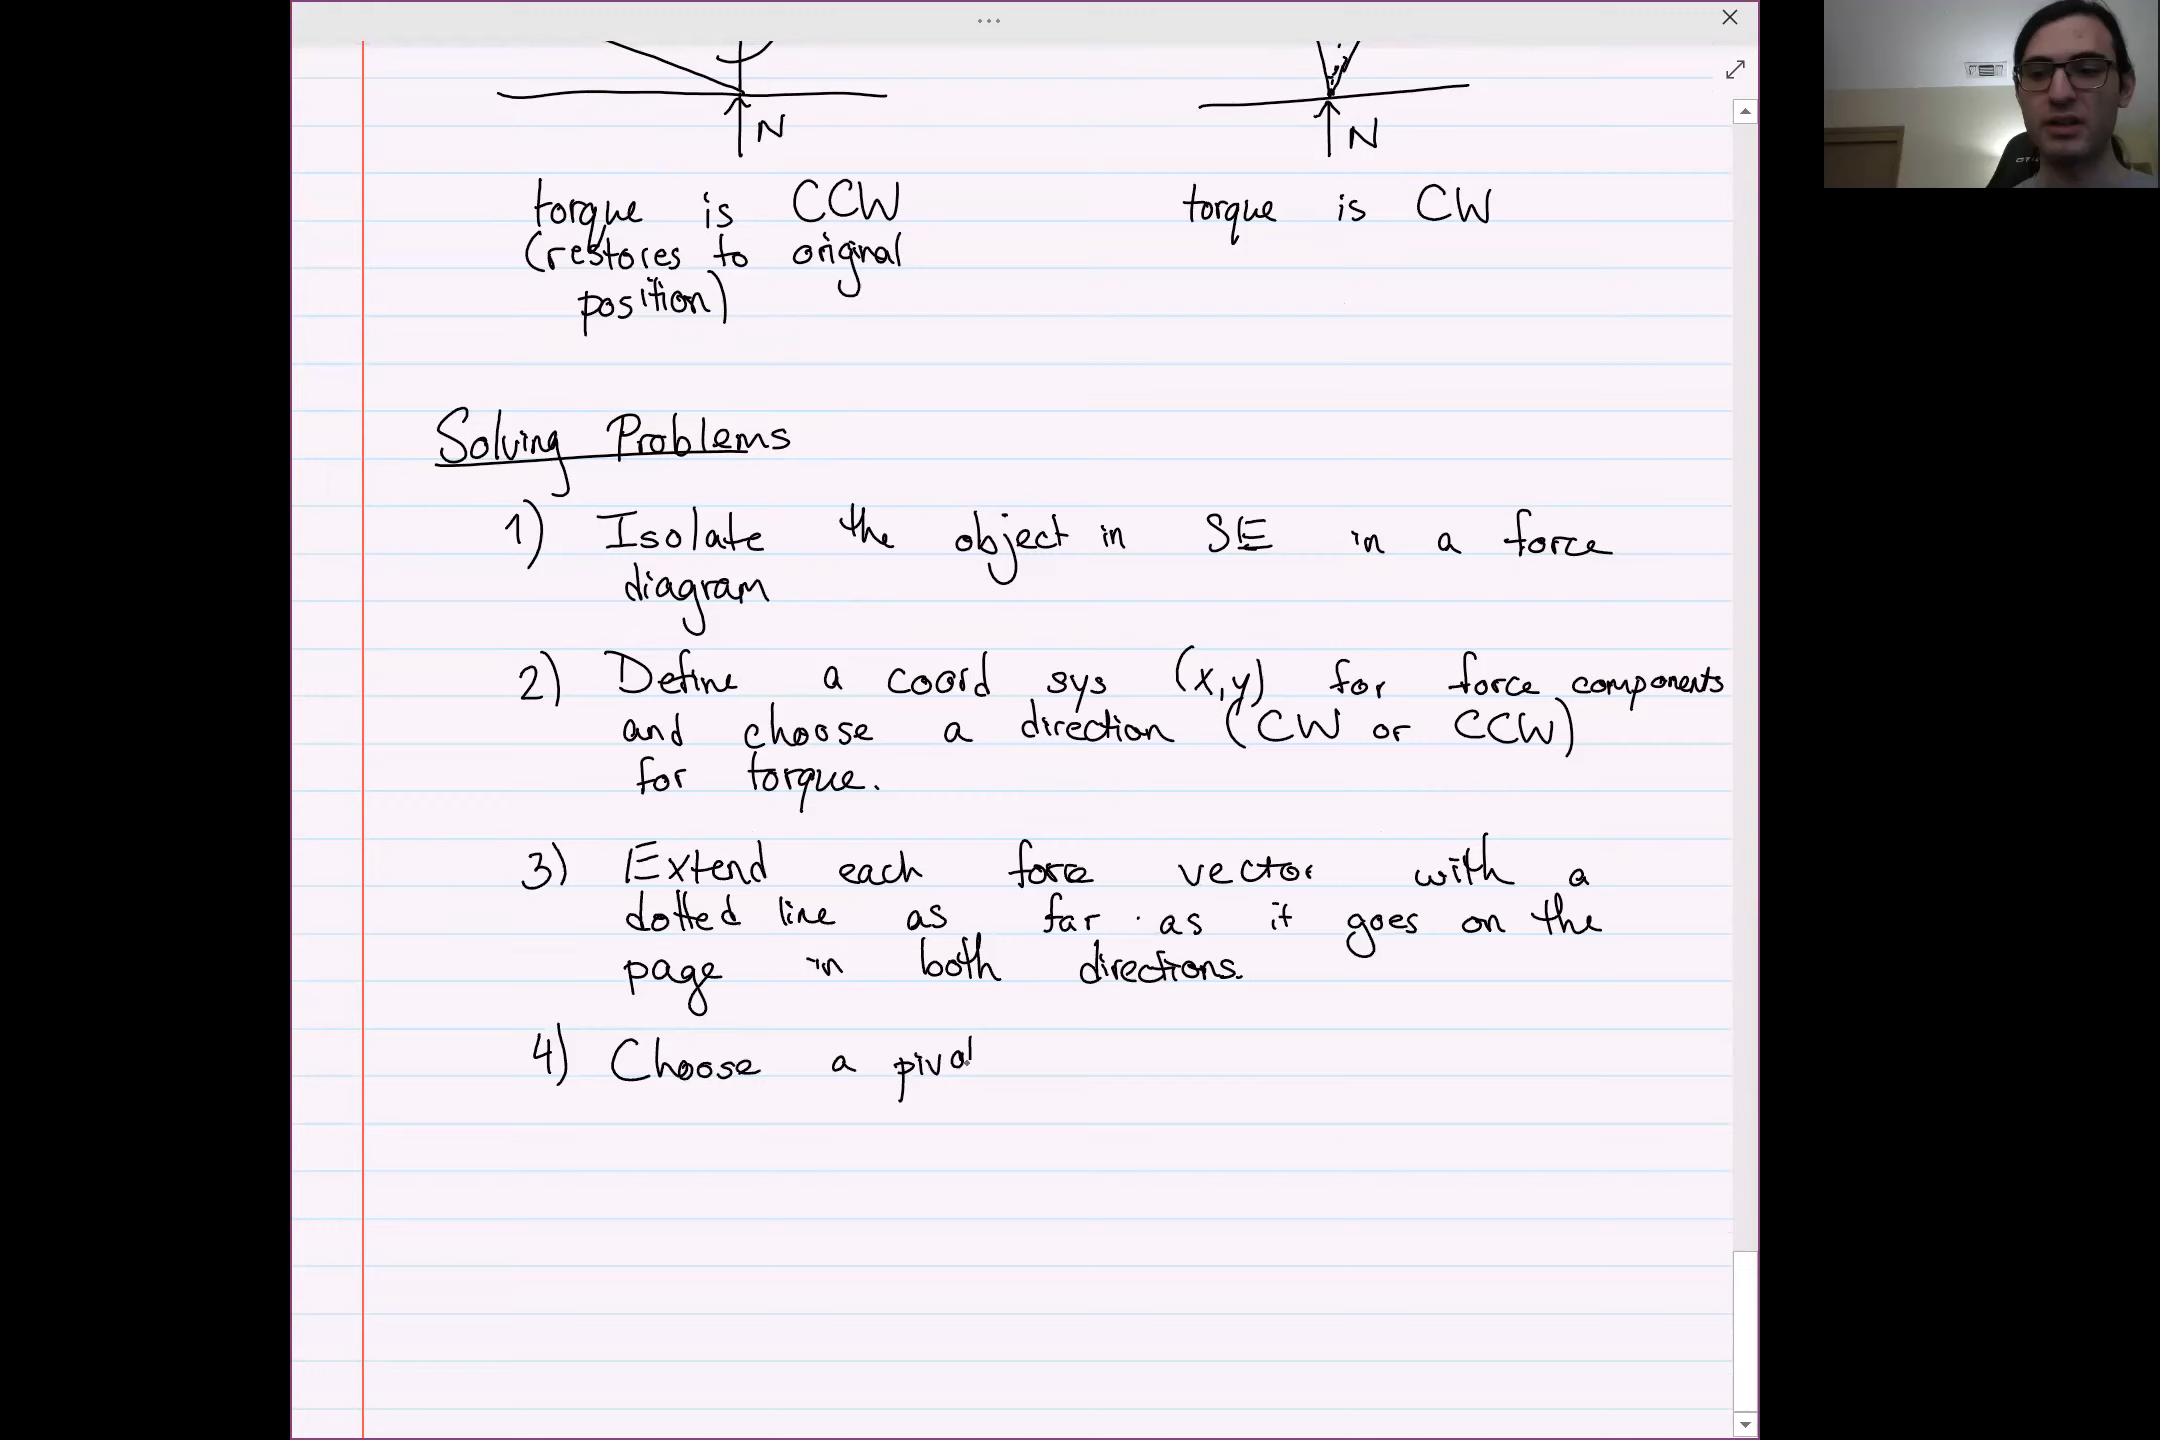 N
N
torque is CCW
(restores to original
position)
torque is CW
Solving Problems
1) Isolate the object in SE in a force
diagram
2) Define a coord sys (x,y) for force components
and choose a direction (CW or CCW)
for torque.
3) Extend each force vector with a
dotted line as far as it goes on the
page in both directions.
4) Choose a pivo